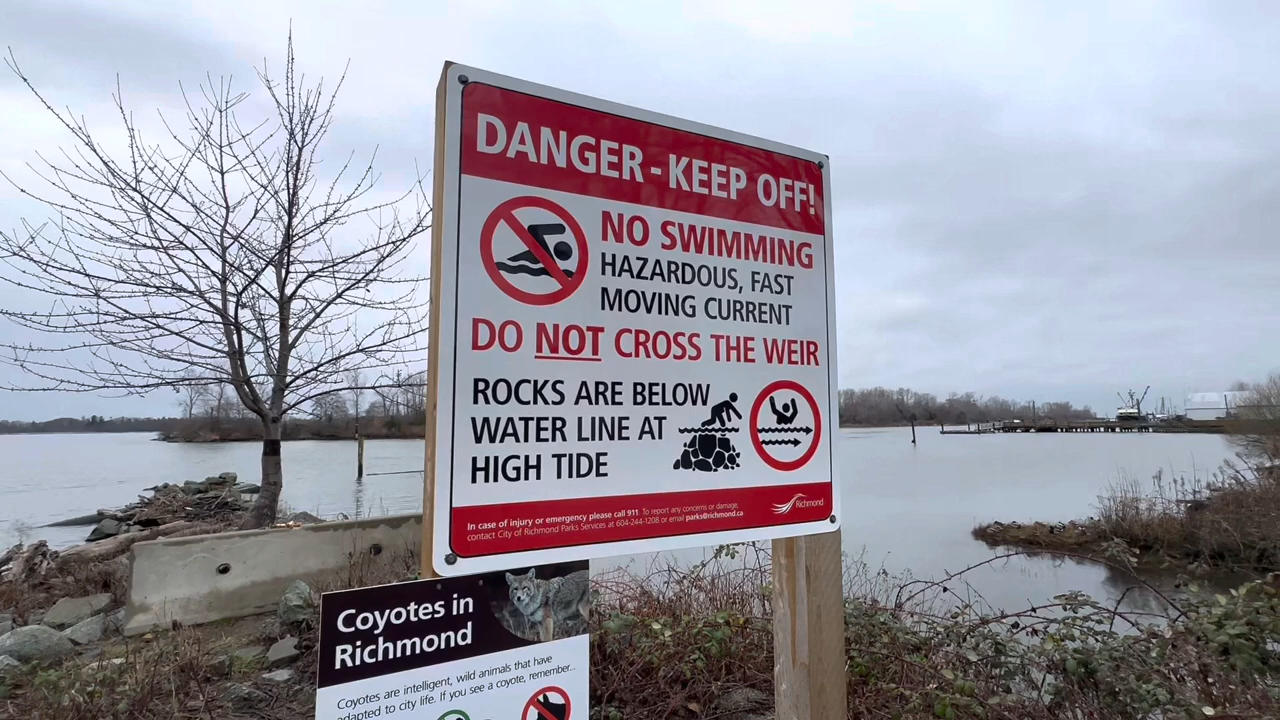 DANGER - KEEP OFF!
NO SWIMMING
HAZARDOUS, FAST
MOVING CURRENT
DO NOT CROSS THE WEIR
ROCKS ARE BELOW
WATER LINE AT
HIGH TIDE
In case of injury or emergency please call 911. To report any concerns or damage,
contact City of Richmond Parks Services at 604-244-1208 or email parks@richmond.ca
Richmond
Coyotes in
Richmond
Coyotes are intelligent, wild animals that have
adapted to city life. If you see a coyote, remember...